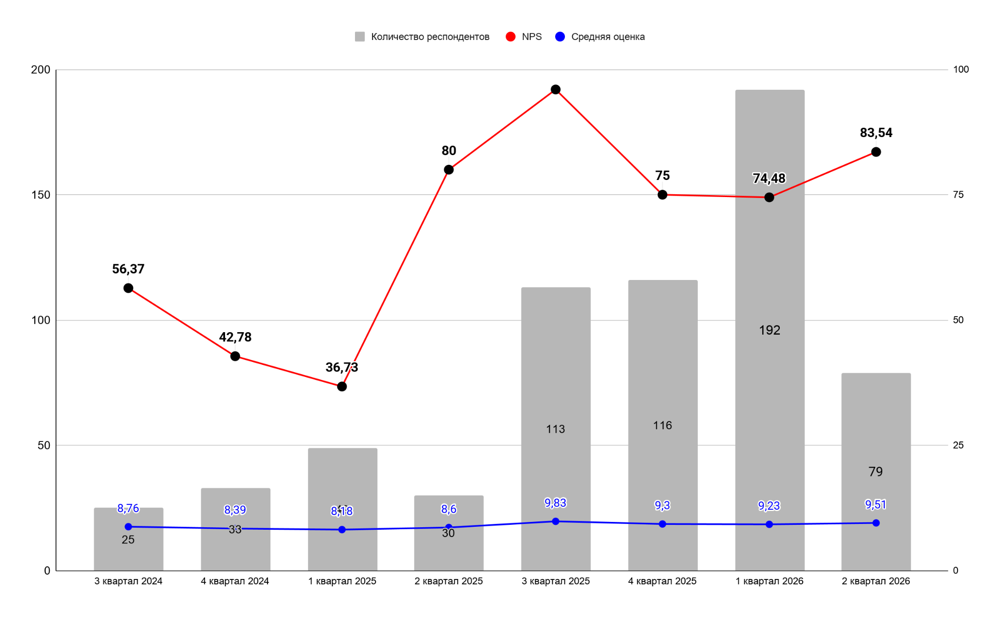 Количество респондентов NPS Средняя оценка
200 100
150 75
100 50
50 25
0 0
56,37 42,78 36,73 80 75 74,48 83,54
113 116 192 79
8,76 8,39 8,18 8,6 9,83 9,3 9,23 9,51
25 33 30
3 квартал 2024 4 квартал 2024 1 квартал 2025 2 квартал 2025 3 квартал 2025 4 квартал 2025 1 квартал 2026 2 квартал 2026